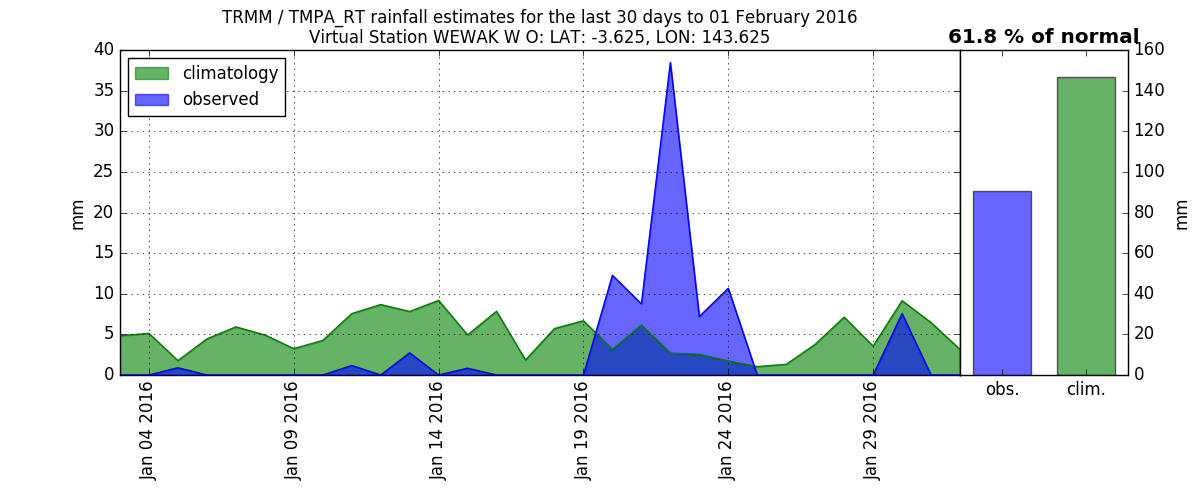 TRMM / TMPA_RT rainfall estimates for the last 30 days to 01 February 2016
Virtual Station WEWAK W O: LAT: -3.625, LON: 143.625
61.8 % of normal
climatology
observed
40
35
30
25
20
15
10
5
0
mm
Jan 04 2016
Jan 09 2016
Jan 14 2016
Jan 19 2016
Jan 24 2016
Jan 29 2016
160
140
120
100
80
60
40
20
0
mm
obs.
clim.